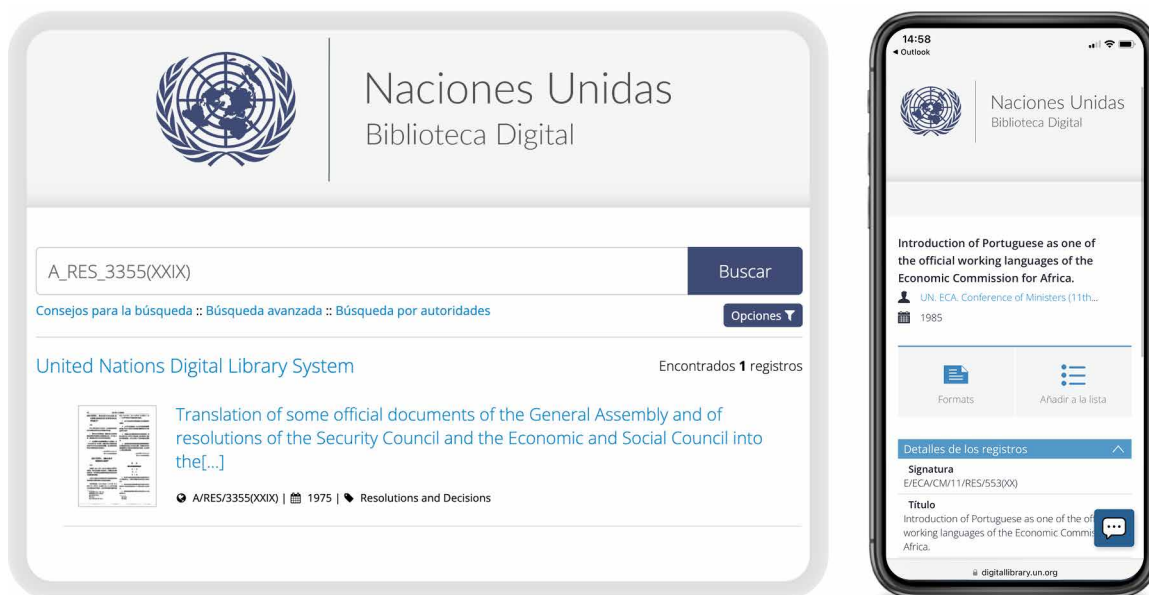 Naciones Unidas
Biblioteca Digital
A_RES_3355(XXIX)
Buscar
Consejos para la búsqueda :: Búsqueda avanzada :: Búsqueda por autoridades
Opciones
United Nations Digital Library System
Encontrados 1 registros
Translation of some official documents of the General Assembly and of
resolutions of the Security Council and the Economic and Social Council into
the[...]
A/RES/3355(XXIX) | 1975 | Resolutions and Decisions
14:58
Outlook
Naciones Unidas
Biblioteca Digital
Introduction of Portuguese as one of
the official working languages of the
Economic Commission for Africa.
UN. ECA. Conference of Ministers (11th...
1985
Formats
Añadir a la lista
Detalles de los registros
Signatura
E/ECA/CM/11/RES/553(XX)
Título
Introduction of Portuguese as one of the of
working languages of the Economic Commis
Africa.
digitallibrary.un.org